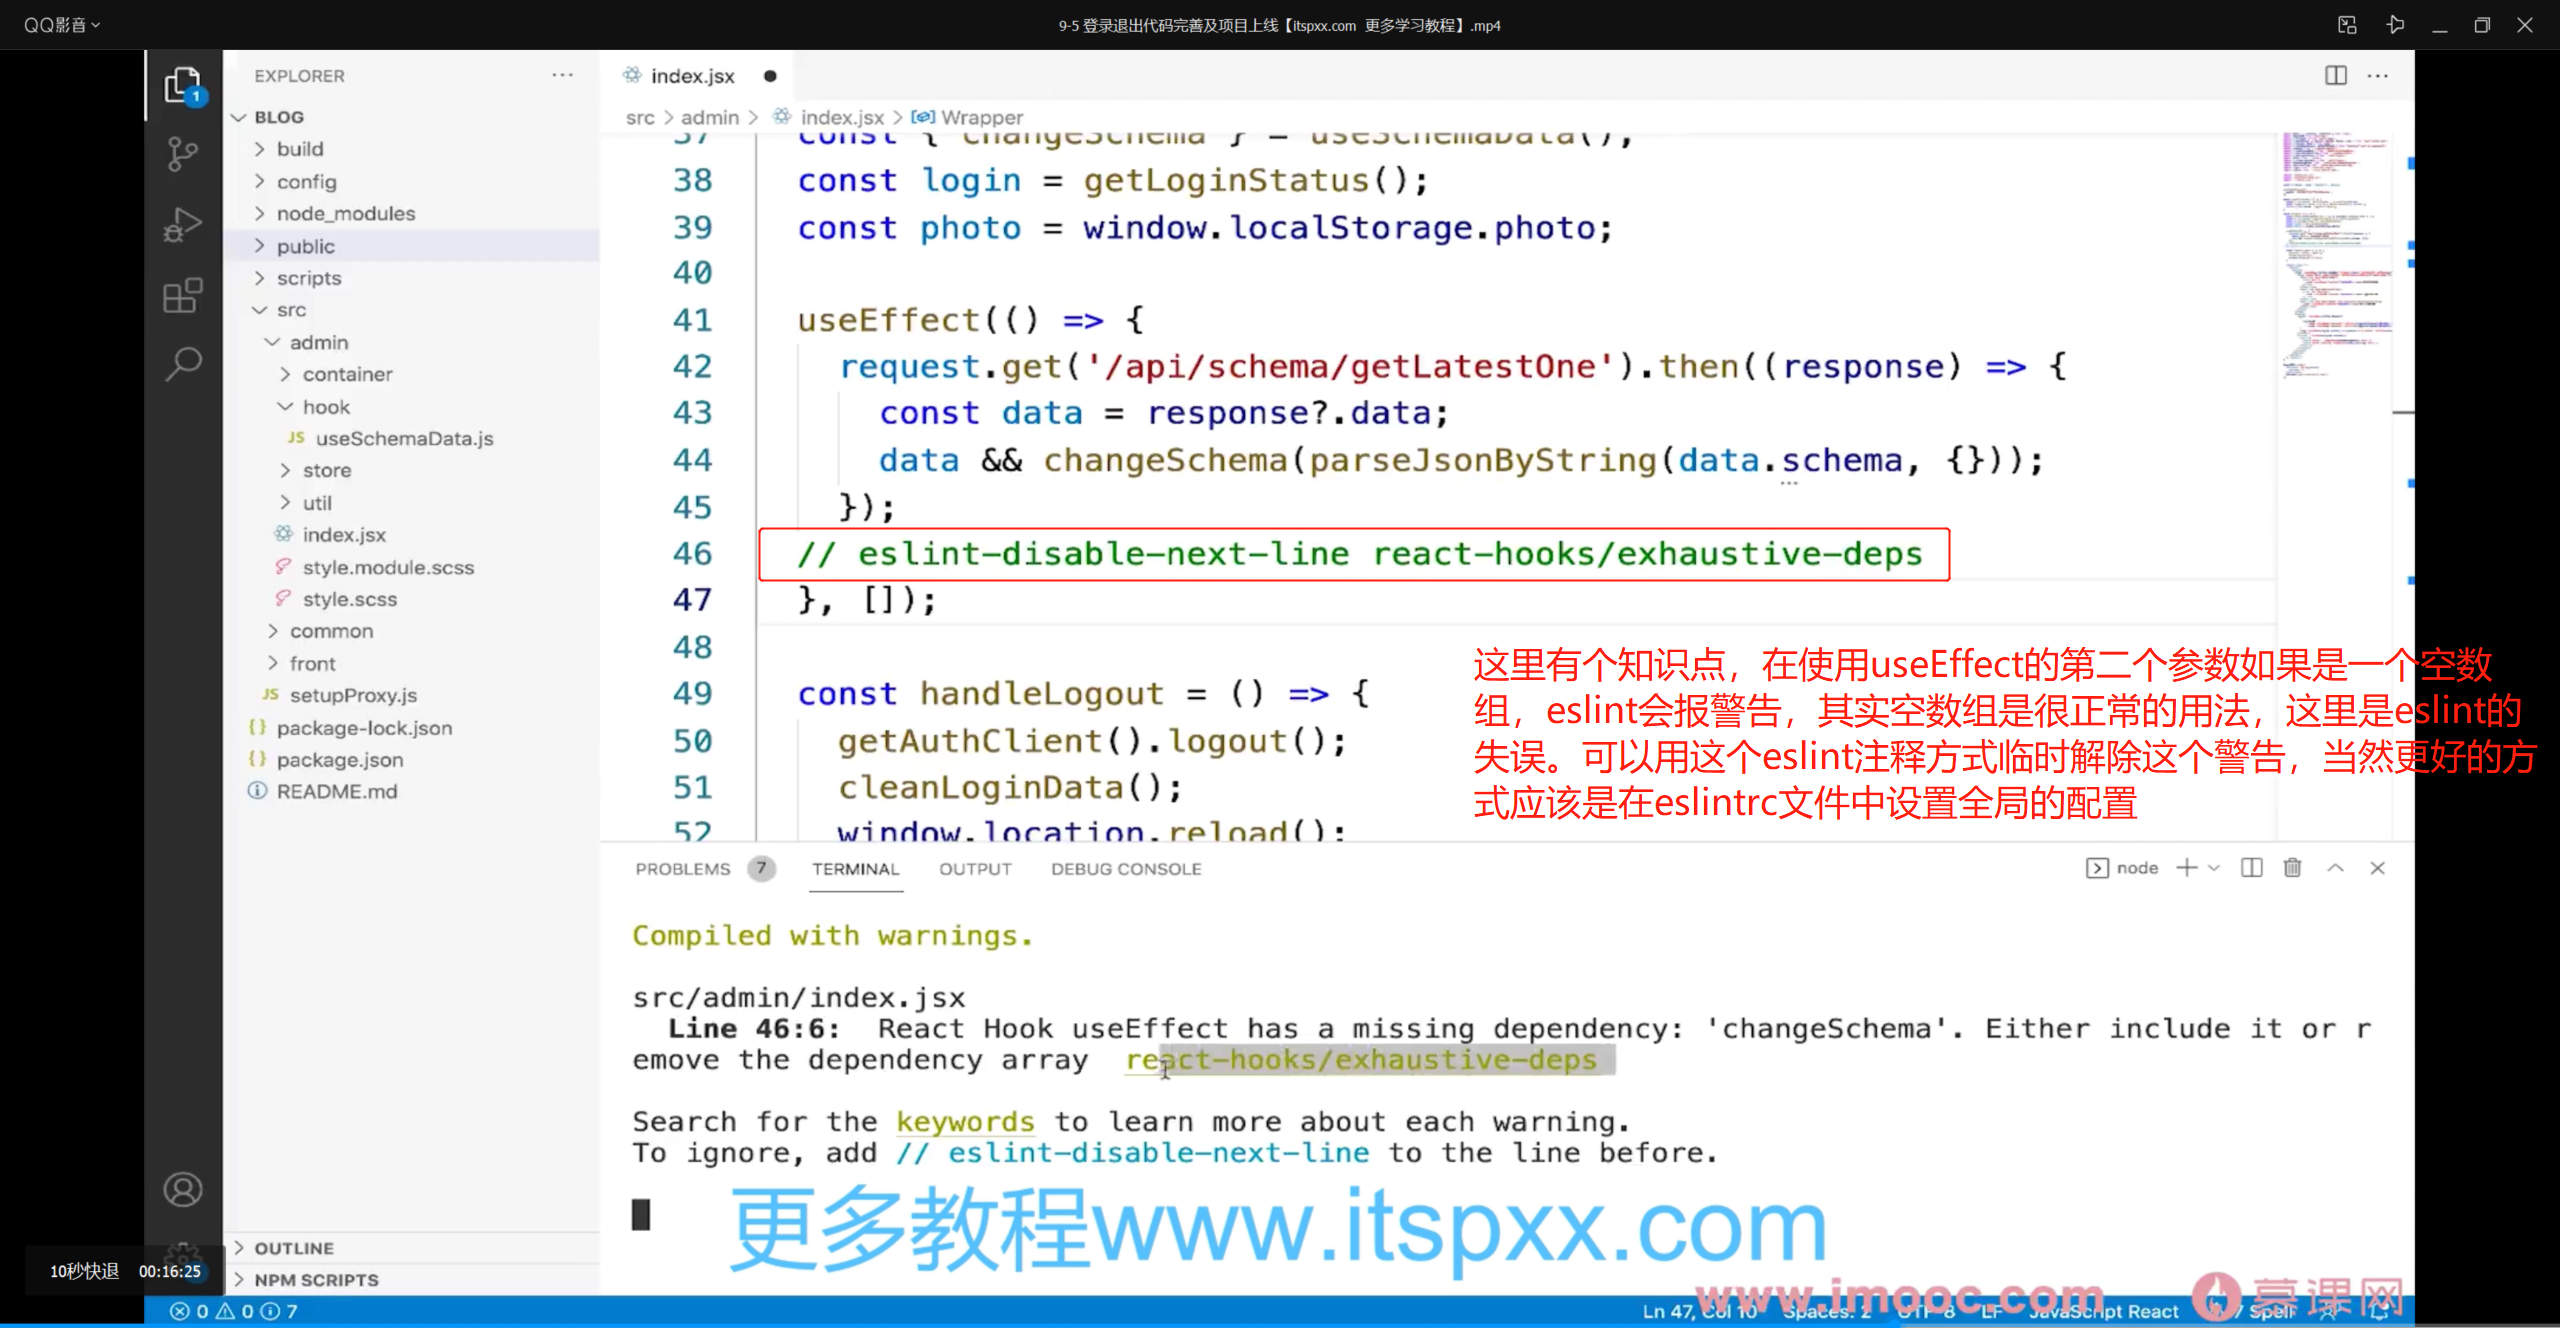 QQ影音
9-5 登录退出代码完善及项目上线【itspxx.com 更多学习教程】.mp4
1
EXPLORER
BLOG
build
config
node_modules
public
scripts
src
admin
container
hook
JS useSchemaData.js
store
util
index.jsx
style.module.scss
style.scss
common
front
JS setupProxy.js
{} package-lock.json
{} package.json
README.md
OUTLINE
NPM SCRIPTS
index.jsx
src > admin > index.jsx > Wrapper
37 const { changeSchema } = useSchemaData();
38 const login = getLoginStatus();
39 const photo = window.localStorage.photo;
40
41 useEffect(() => {
42 request.get('/api/schema/getLatestOne').then((response) => {
43 const data = response?.data;
44 data && changeSchema(parseJsonByString(data.schema, {}));
45 });
46 // eslint-disable-next-line react-hooks/exhaustive-deps
47 }, []);
48
49 const handleLogout = () => {
50 getAuthClient().logout();
51 cleanLoginData();
52 window.location.reload();
这里有个知识点，在使用useEffect的第二个参数如果是一个空数
组，eslint会报警告，其实空数组是很正常的用法，这里是eslint的
失误。可以用这个eslint注释方式临时解除这个警告，当然更好的方
式应该是在eslintrc文件中设置全局的配置
PROBLEMS 7 TERMINAL OUTPUT DEBUG CONSOLE
node
Compiled with warnings.
src/admin/index.jsx
Line 46:6: React Hook useEffect has a missing dependency: 'changeSchema'. Either include it or r
emove the dependency array react-hooks/exhaustive-deps
Search for the keywords to learn more about each warning.
To ignore, add // eslint-disable-next-line to the line before.
更多教程www.itspxx.com
10秒快退 00:16:25
www.imooc.com 慕课网
0 0 7
Ln 47, Col 10 Spaces: 2 UTF-8 LF JavaScript React 7 Spell